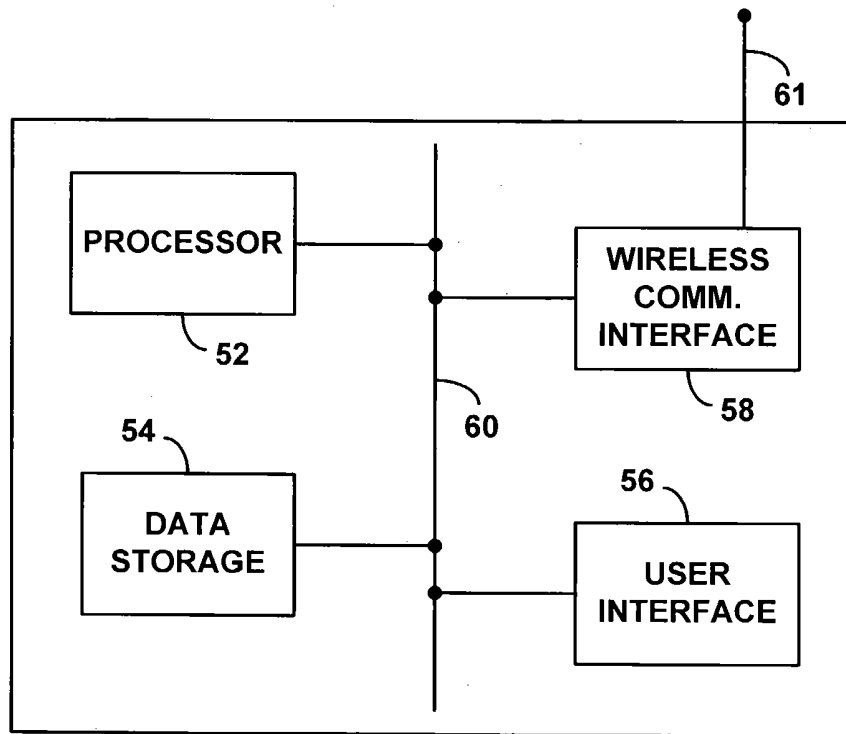 61
PROCESSOR
52
WIRELESS
COMM.
INTERFACE
58
60
54
DATA
STORAGE
56
USER
INTERFACE